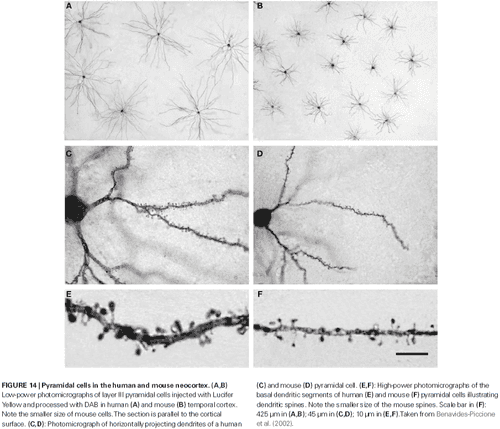 A
B
C
D
E
F
FIGURE 14 | Pyramidal cells in the human and mouse neocortex. (A,B)
Low-power photomicrographs of layer III pyramidal cells injected with Lucifer
Yellow and processed with DAB in human (A) and mouse (B) temporal cortex.
Note the smaller size of mouse cells. The section is parallel to the cortical
surface. (C,D): Photomicrograph of horizontally projecting dendrites of a human
(C) and mouse (D) pyramidal cell. (E,F): High-power photomicrographs of the
basal dendritic segments of human (E) and mouse (F) pyramidal cells illustrating
dendritic spines. Note the smaller size of the mouse spines. Scale bar in (F):
425 µm in (A,B); 45 µm in (C,D); 10 µm in (E,F). Taken from Benavides-Piccione
et al. (2002).